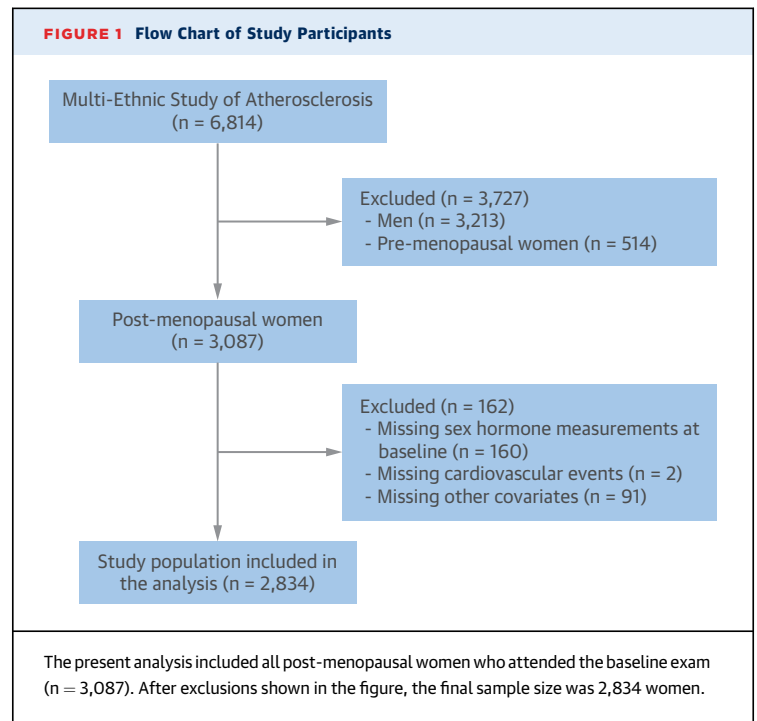 FIGURE 1 Flow Chart of Study Participants
Multi-Ethnic Study of Atherosclerosis
(n = 6,814)
Excluded (n = 3,727)
- Men (n = 3,213)
- Pre-menopausal women (n = 514)
Post-menopausal women
(n = 3,087)
Excluded (n = 162)
- Missing sex hormone measurements at
baseline (n = 160)
- Missing cardiovascular events (n = 2)
- Missing other covariates (n = 91)
Study population included in
the analysis (n = 2,834)
The present analysis included all post-menopausal women who attended the baseline exam
(n = 3,087). After exclusions shown in the figure, the final sample size was 2,834 women.